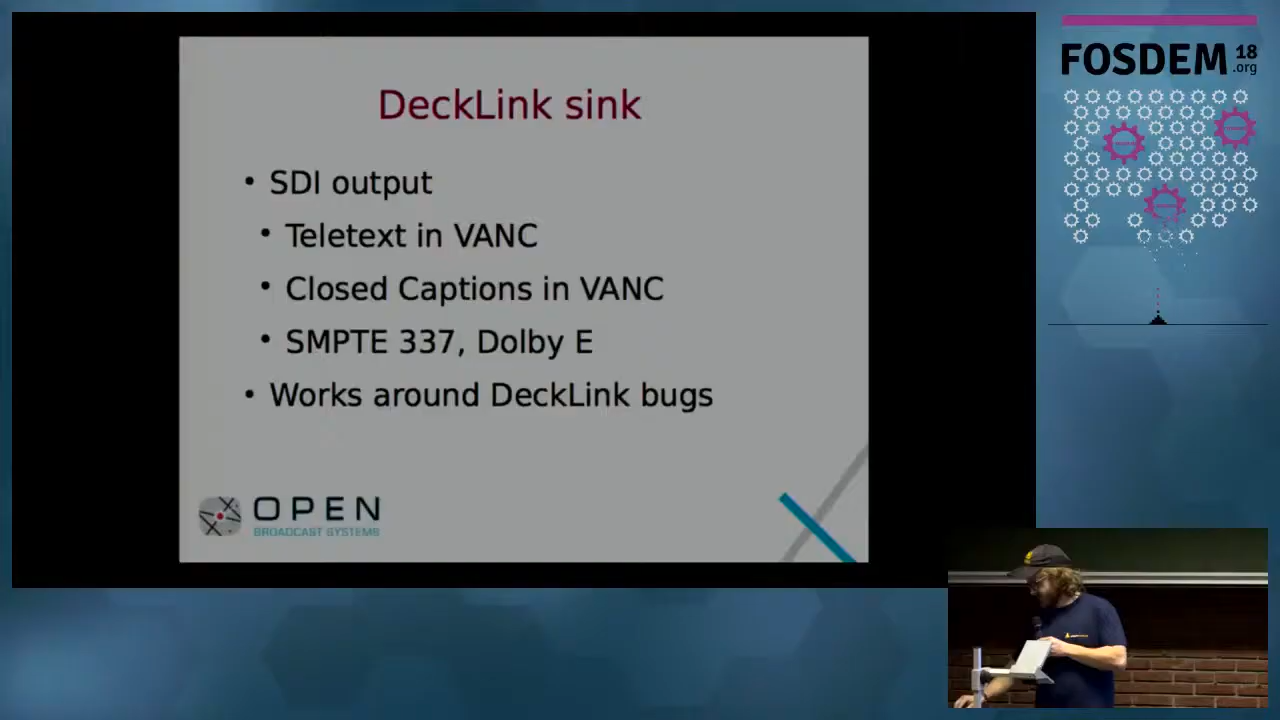 DeckLink sink
• SDI output
• Teletext in VANC
• Closed Captions in VANC
• SMPTE 337, Dolby E
• Works around DeckLink bugs
OPEN
BROADCAST SYSTEMS
FOSDEM 18
.org